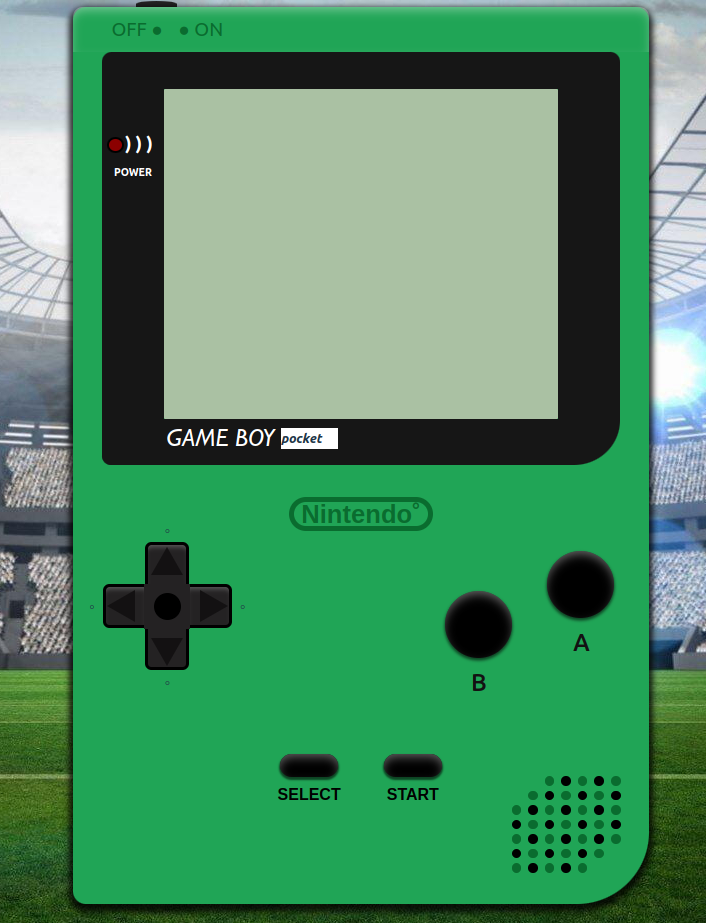 OFF ON
POWER
GAME BOY pocket
Nintendo
A
B
SELECT START